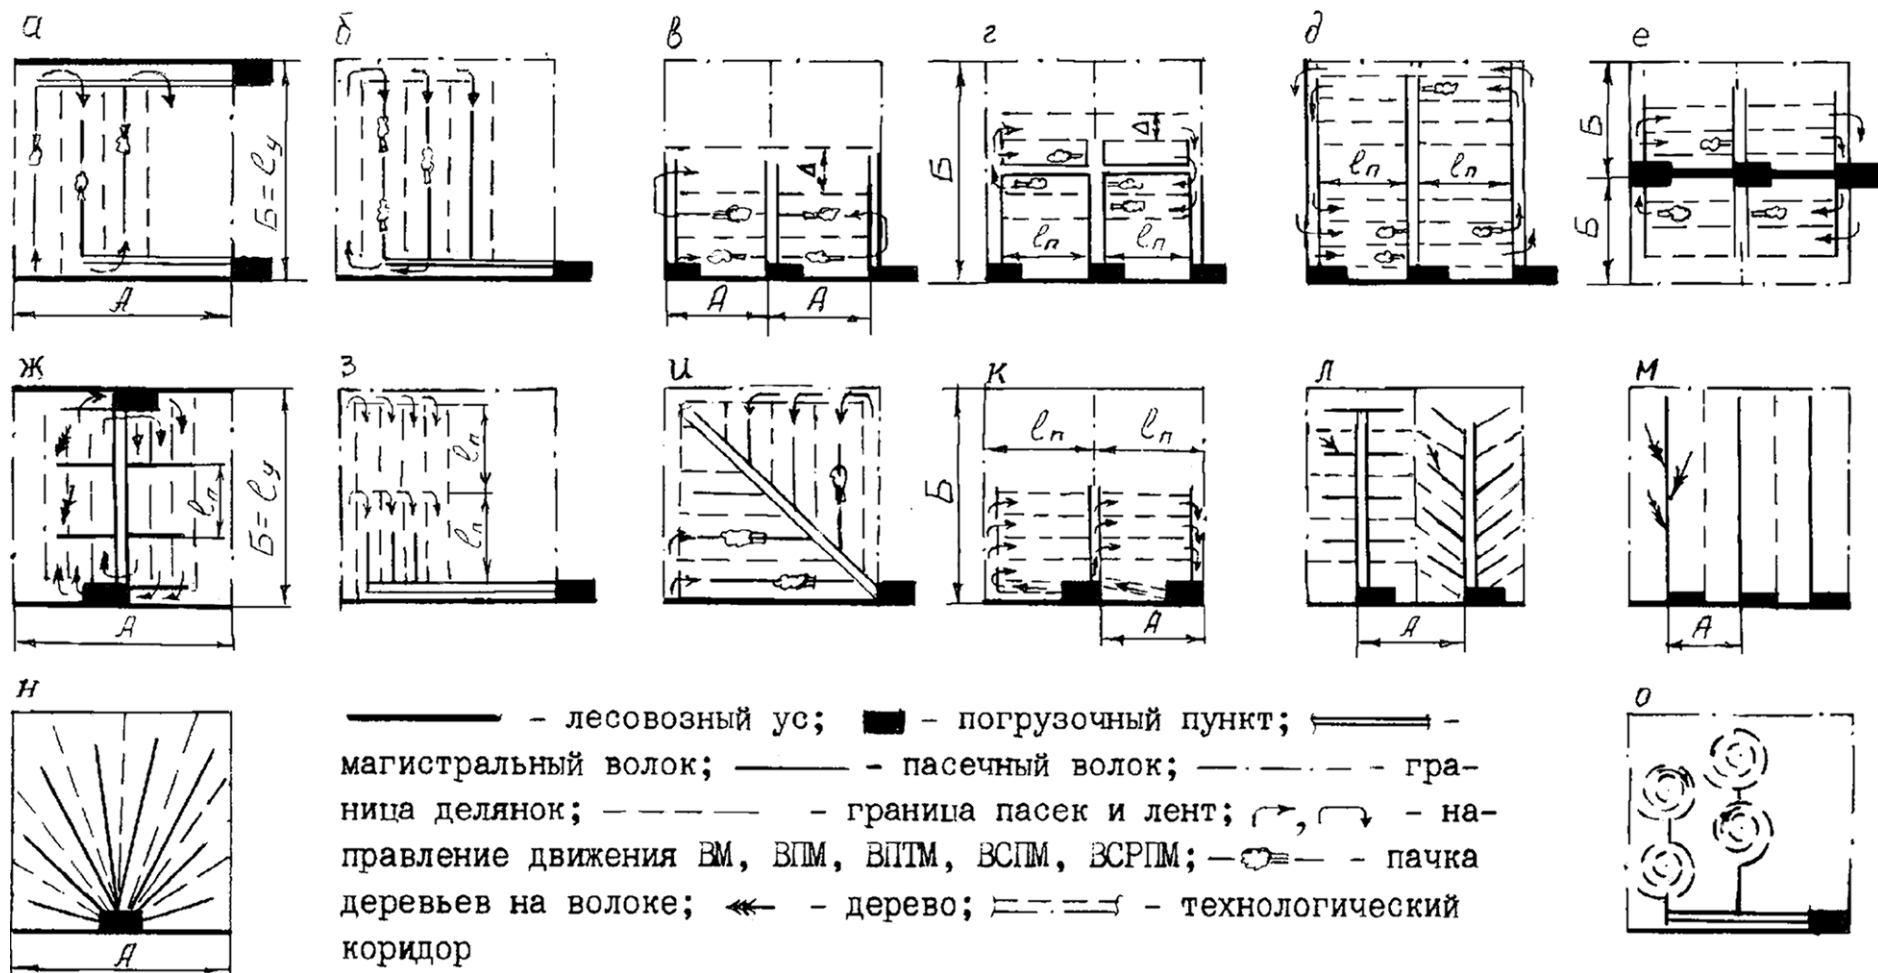 а б в г д е
Б = ℓу
ℓп ℓп
Б
Δ
Δ
Б
ℓп ℓп
Б
Б
А
А А
ж з и к л м
Б = ℓу
ℓп
ℓп
ℓп
ℓп ℓп
Б
А
А
А
А
н
о
— лесовозный ус; — погрузочный пункт; —
магистральный волок; — пасечный волок; — гра-
ница делянок; — граница пасек и лент; , — на-
правление движения ВМ, ВПМ, ВПТМ, ВСПМ, ВСРПМ; — пачка
деревьев на волоке; — дерево; — технологический
коридор
А